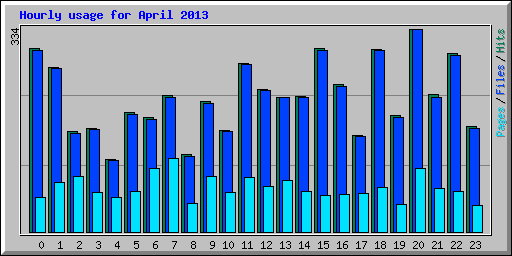 Hourly usage for April 2013
334
Pages/Files/Hits
0 1 2 3 4 5 6 7 8 9 10 11 12 13 14 15 16 17 18 19 20 21 22 23